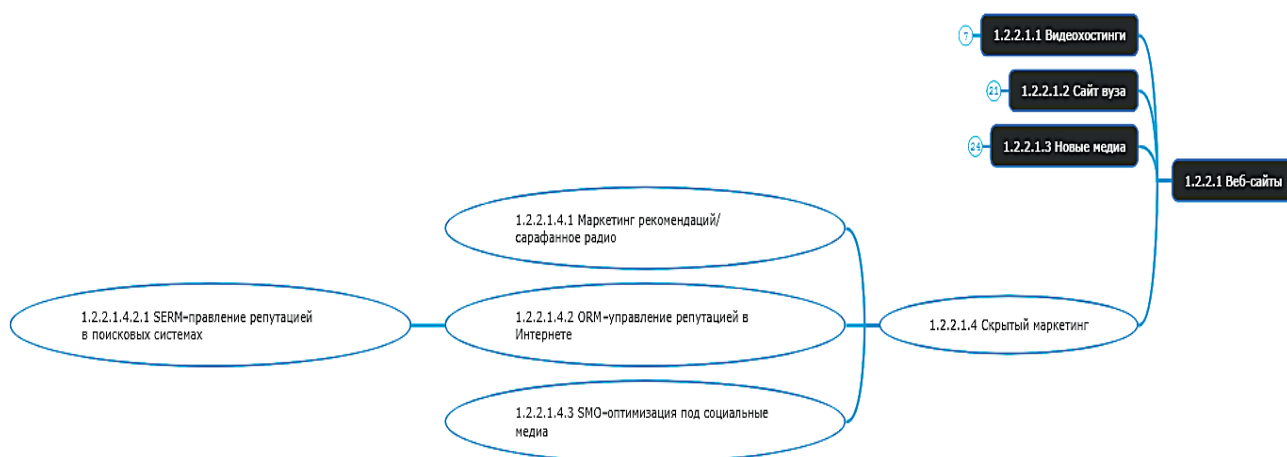 7
1.2.2.1.1 Видеохостинги
21
1.2.2.1.2 Сайт вуза
24
1.2.2.1.3 Новые медиа
1.2.2.1 Веб-сайты
1.2.2.1.4.1 Маркетинг рекомендаций/
сарафанное радио
1.2.2.1.4.2.1 SERM-правление репутацией
в поисковых системах
1.2.2.1.4.2 ORM-управление репутацией в
Интернете
1.2.2.1.4 Скрытый маркетинг
1.2.2.1.4.3 SMO-оптимизация под социальные
медиа